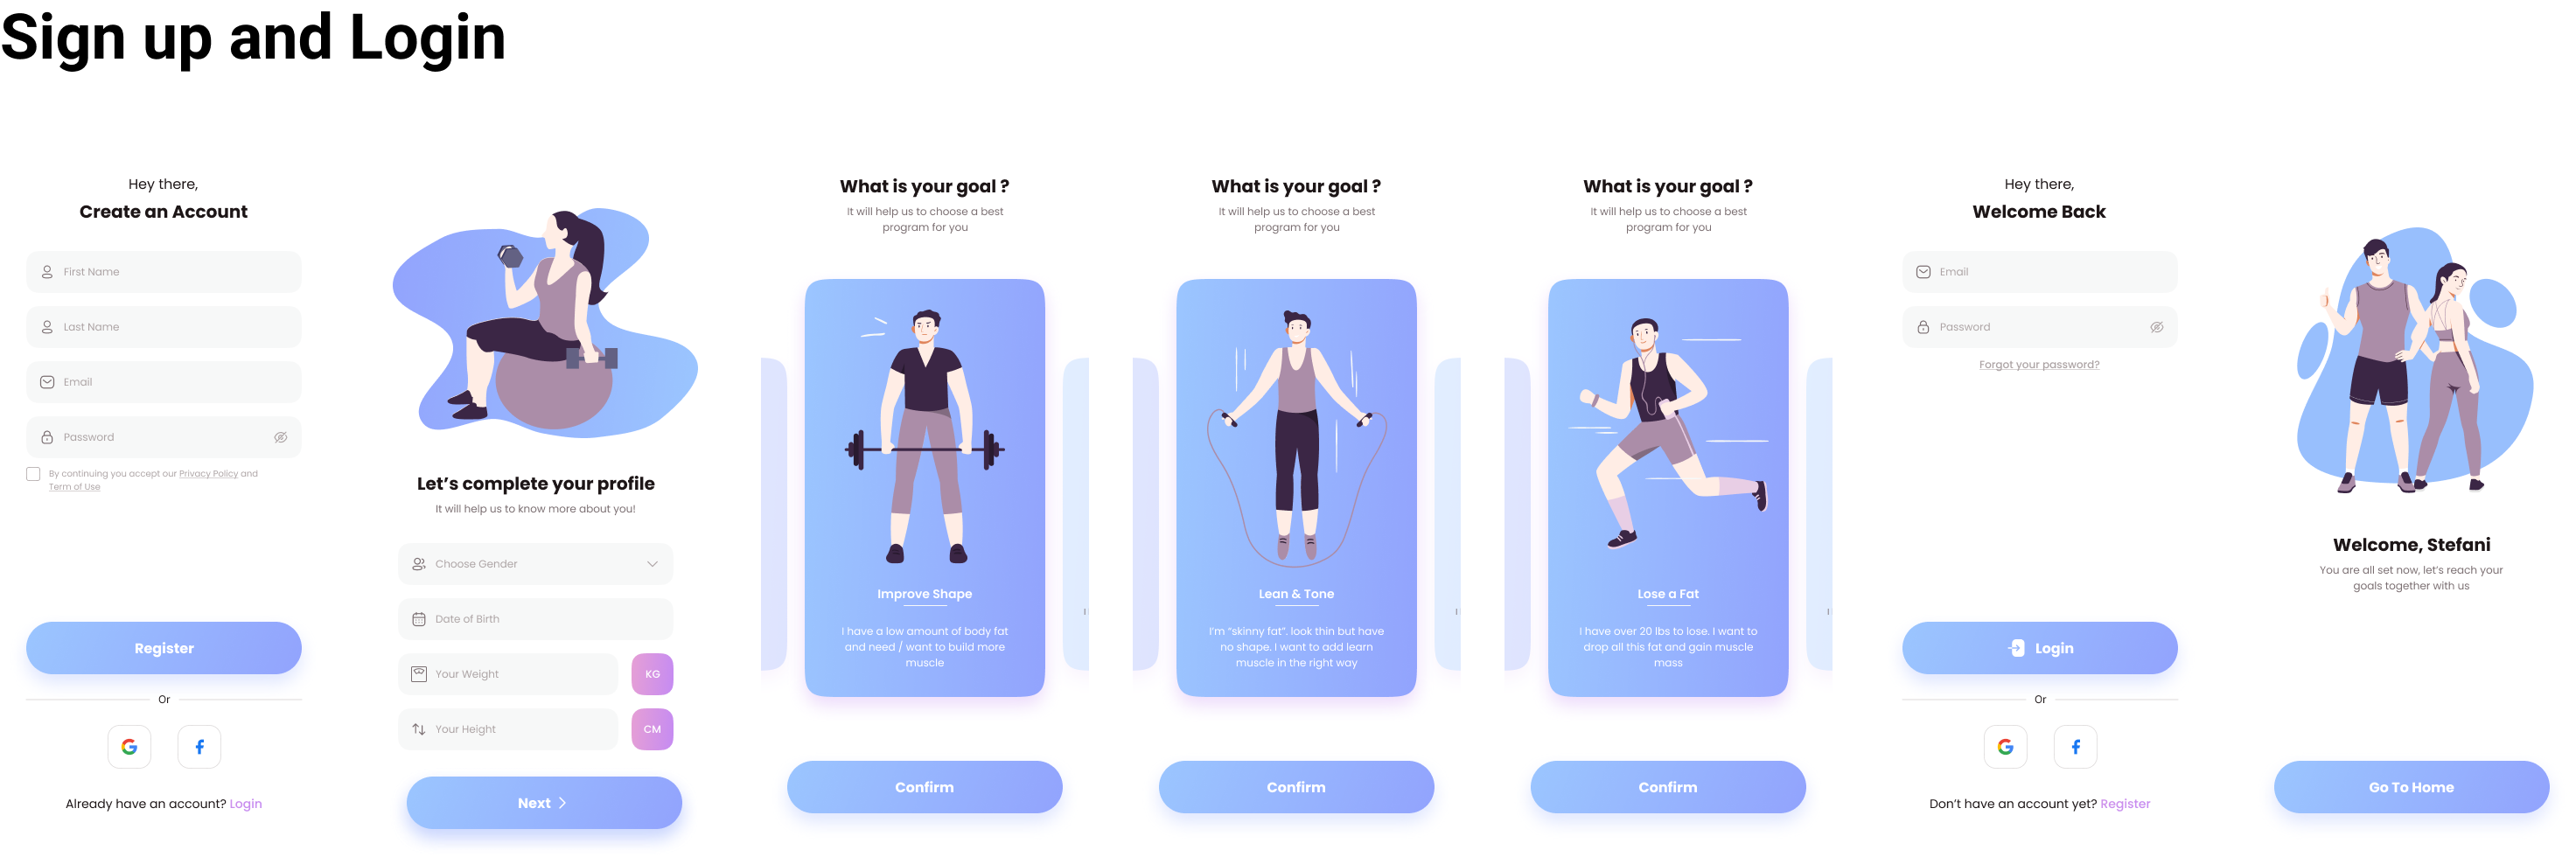 Sign up and Login
Hey there,
Create an Account
First Name
Last Name
Email
Password
By continuing you accept our Privacy Policy and
Term of Use
Register
Or
Already have an account? Login
Let's complete your profile
It will help us to know more about you!
Choose Gender
Date of Birth
Your Weight
KG
Your Height
CM
Next
What is your goal ?
It will help us to choose a best
program for you
Improve Shape
I have a low amount of body fat
and need / want to build more
muscle
Confirm
What is your goal ?
It will help us to choose a best
program for you
Lean & Tone
I'm “skinny fat”. look thin but have
no shape. I want to add learn
muscle in the right way
Confirm
What is your goal ?
It will help us to choose a best
program for you
Lose a Fat
I have over 20 lbs to lose. I want to
drop all this fat and gain muscle
mass
Confirm
Hey there,
Welcome Back
Email
Password
Forgot your password?
Login
Or
Don't have an account yet? Register
Welcome, Stefani
You are all set now, let's reach your
goals together with us
Go To Home